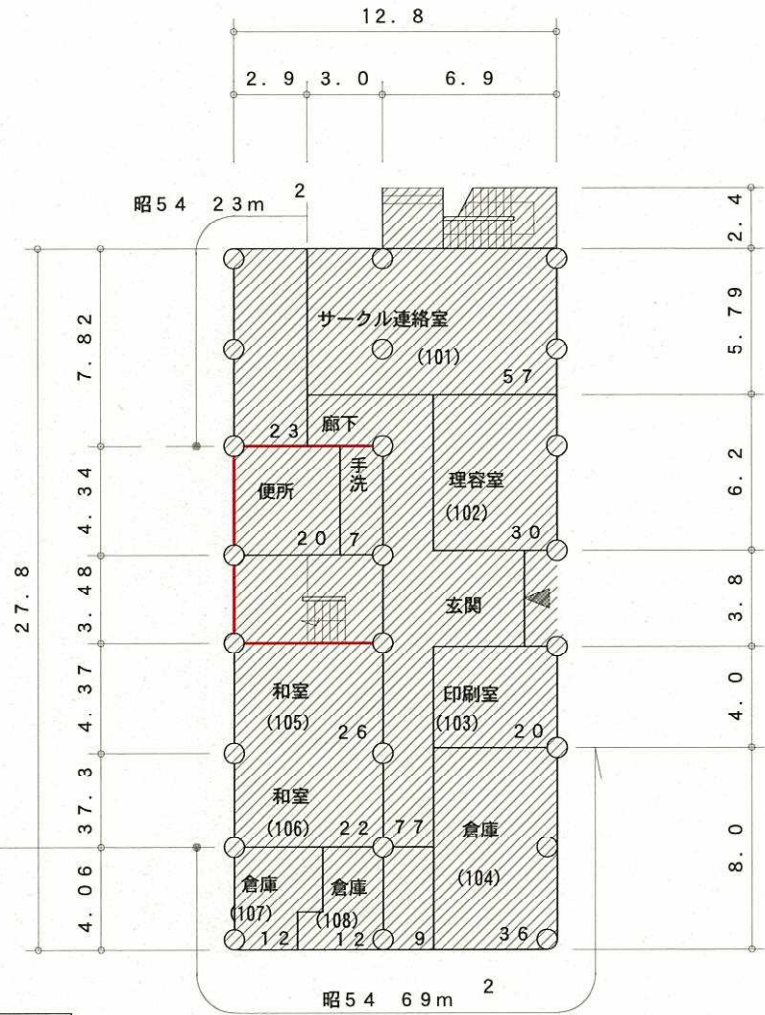 12.8
2.9 3.0 6.9
昭54 23m2
2.4
サークル連絡室
(101)
57
5.79
7.82
23
廊下
手洗
便所
20 7
理容室
(102)
30
6.2
4.34
27.8
3.48
玄関
3.8
和室
(105)
26
印刷室
(103)
20
4.37
4.0
和室
(106)
22
77
倉庫
(104)
36
37.3
8.0
倉庫
(107)
12
倉庫
(108)
12
9
4.06
昭54 69m2